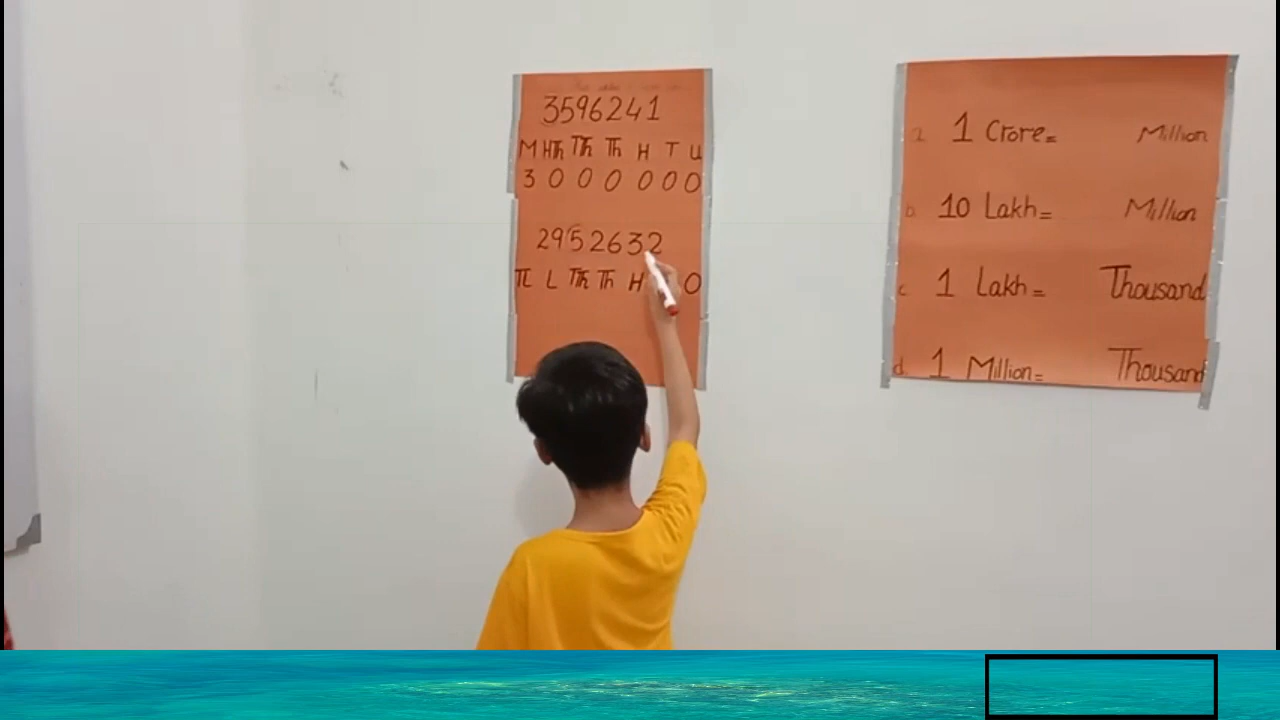 3596241
M HTh TTh Th H T U
3 0 0 0 0 0 0
2952632
TL L TTh Th H 0
1 Crore= Million
b. 10 Lakh= Million
c 1 Lakh= Thousand
d. 1 Million= Thousand